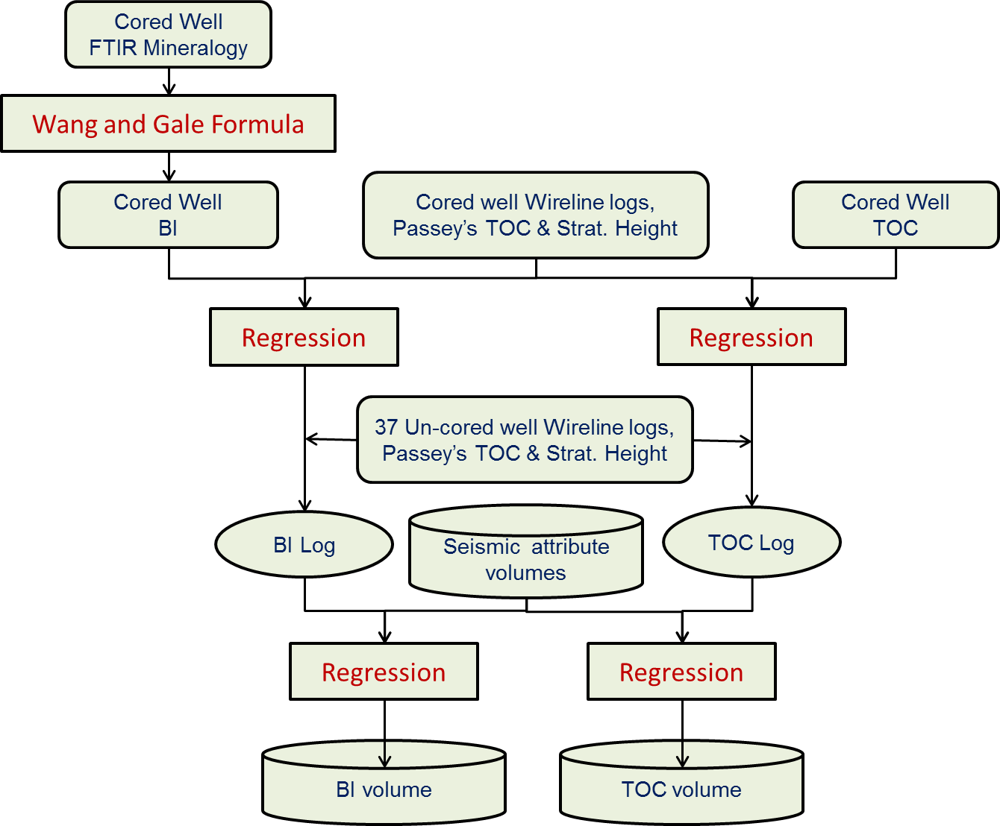 Cored Well
FTIR Mineralogy
Wang and Gale Formula
Cored Well
BI
Cored well Wireline logs,
Passey's TOC & Strat. Height
Cored Well
TOC
Regression
Regression
37 Un-cored well Wireline logs,
Passey's TOC & Strat. Height
BI Log
Seismic attribute
volumes
TOC Log
Regression
Regression
BI volume
TOC volume